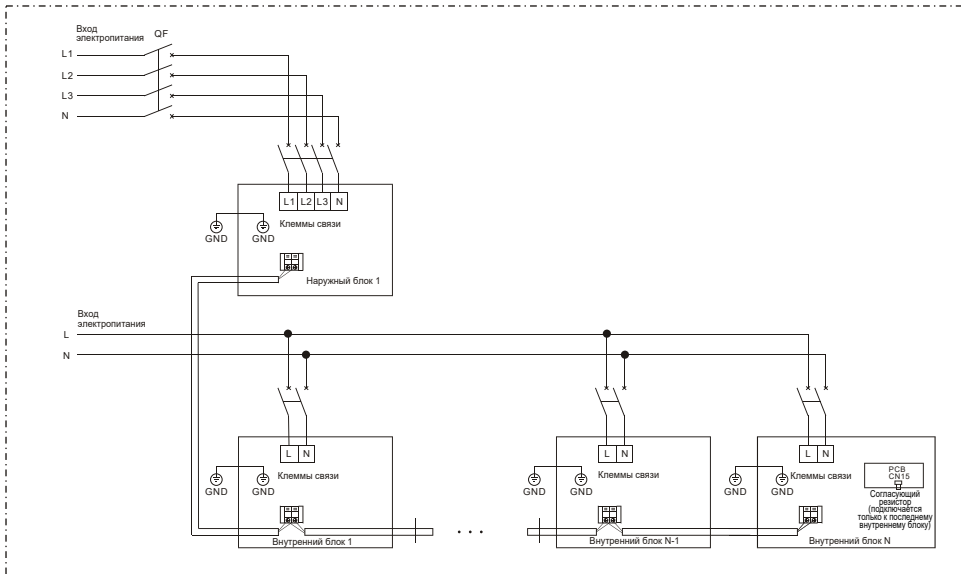 Вход
электропитания
QF
L1
L2
L3
N
L1 L2 L3 N
GND GND
Клеммы связи
Наружный блок 1
Вход
электропитания
L
N
L N
Клеммы связи
GND GND
Внутренний блок 1
...
L N
Клеммы связи
GND GND
Внутренний блок N-1
L N
Клеммы связи
GND GND
PCB
CN15
Согласующий
резистор
(подключается
только к последнему
внутреннему блоку)
Внутренний блок N